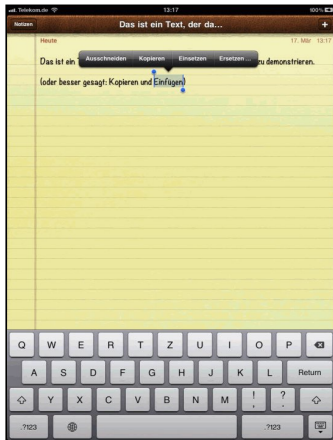 Telekom.de 13:17 100%
Notizen Das ist ein Text, der da... +
Heute 17. Mär 13:17
Ausschneiden Kopieren Einsetzen Ersetzen ...
Das ist ein zu demonstrieren.
(oder besser gesagt: Kopieren und Einfügen)
Q W E R T Z U I O P
A S D F G H J K L Return
Y X C V B N M ! , ? .
.?123 .?123